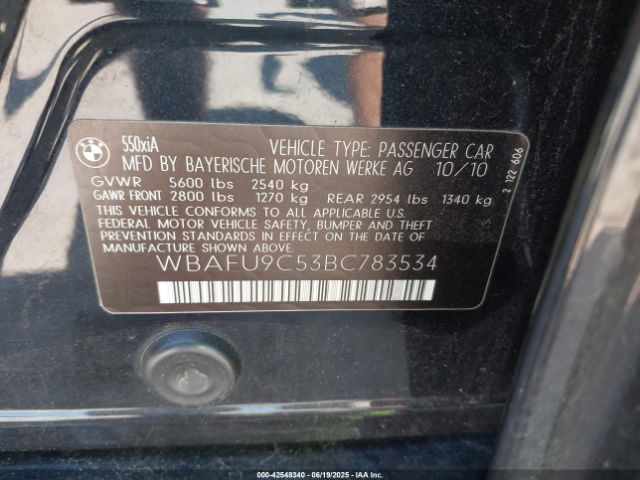 550xiA
VEHICLE TYPE: PASSENGER CAR
MFD BY BAYERISCHE MOTOREN WERKE AG 10/10
GVWR 5600 lbs 2540 kg
GAWR FRONT 2800 lbs 1270 kg REAR 2954 lbs 1340 kg
THIS VEHICLE CONFORMS TO ALL APPLICABLE U.S.
FEDERAL MOTOR VEHICLE SAFETY, BUMPER, AND THEFT
PREVENTION STANDARDS IN EFFECT ON THE DATE OF
MANUFACTURE SHOWN ABOVE.
WBAFU9C53BC783534
2 122 606
000-42548340 - 06/19/2025 - IAAI.COM